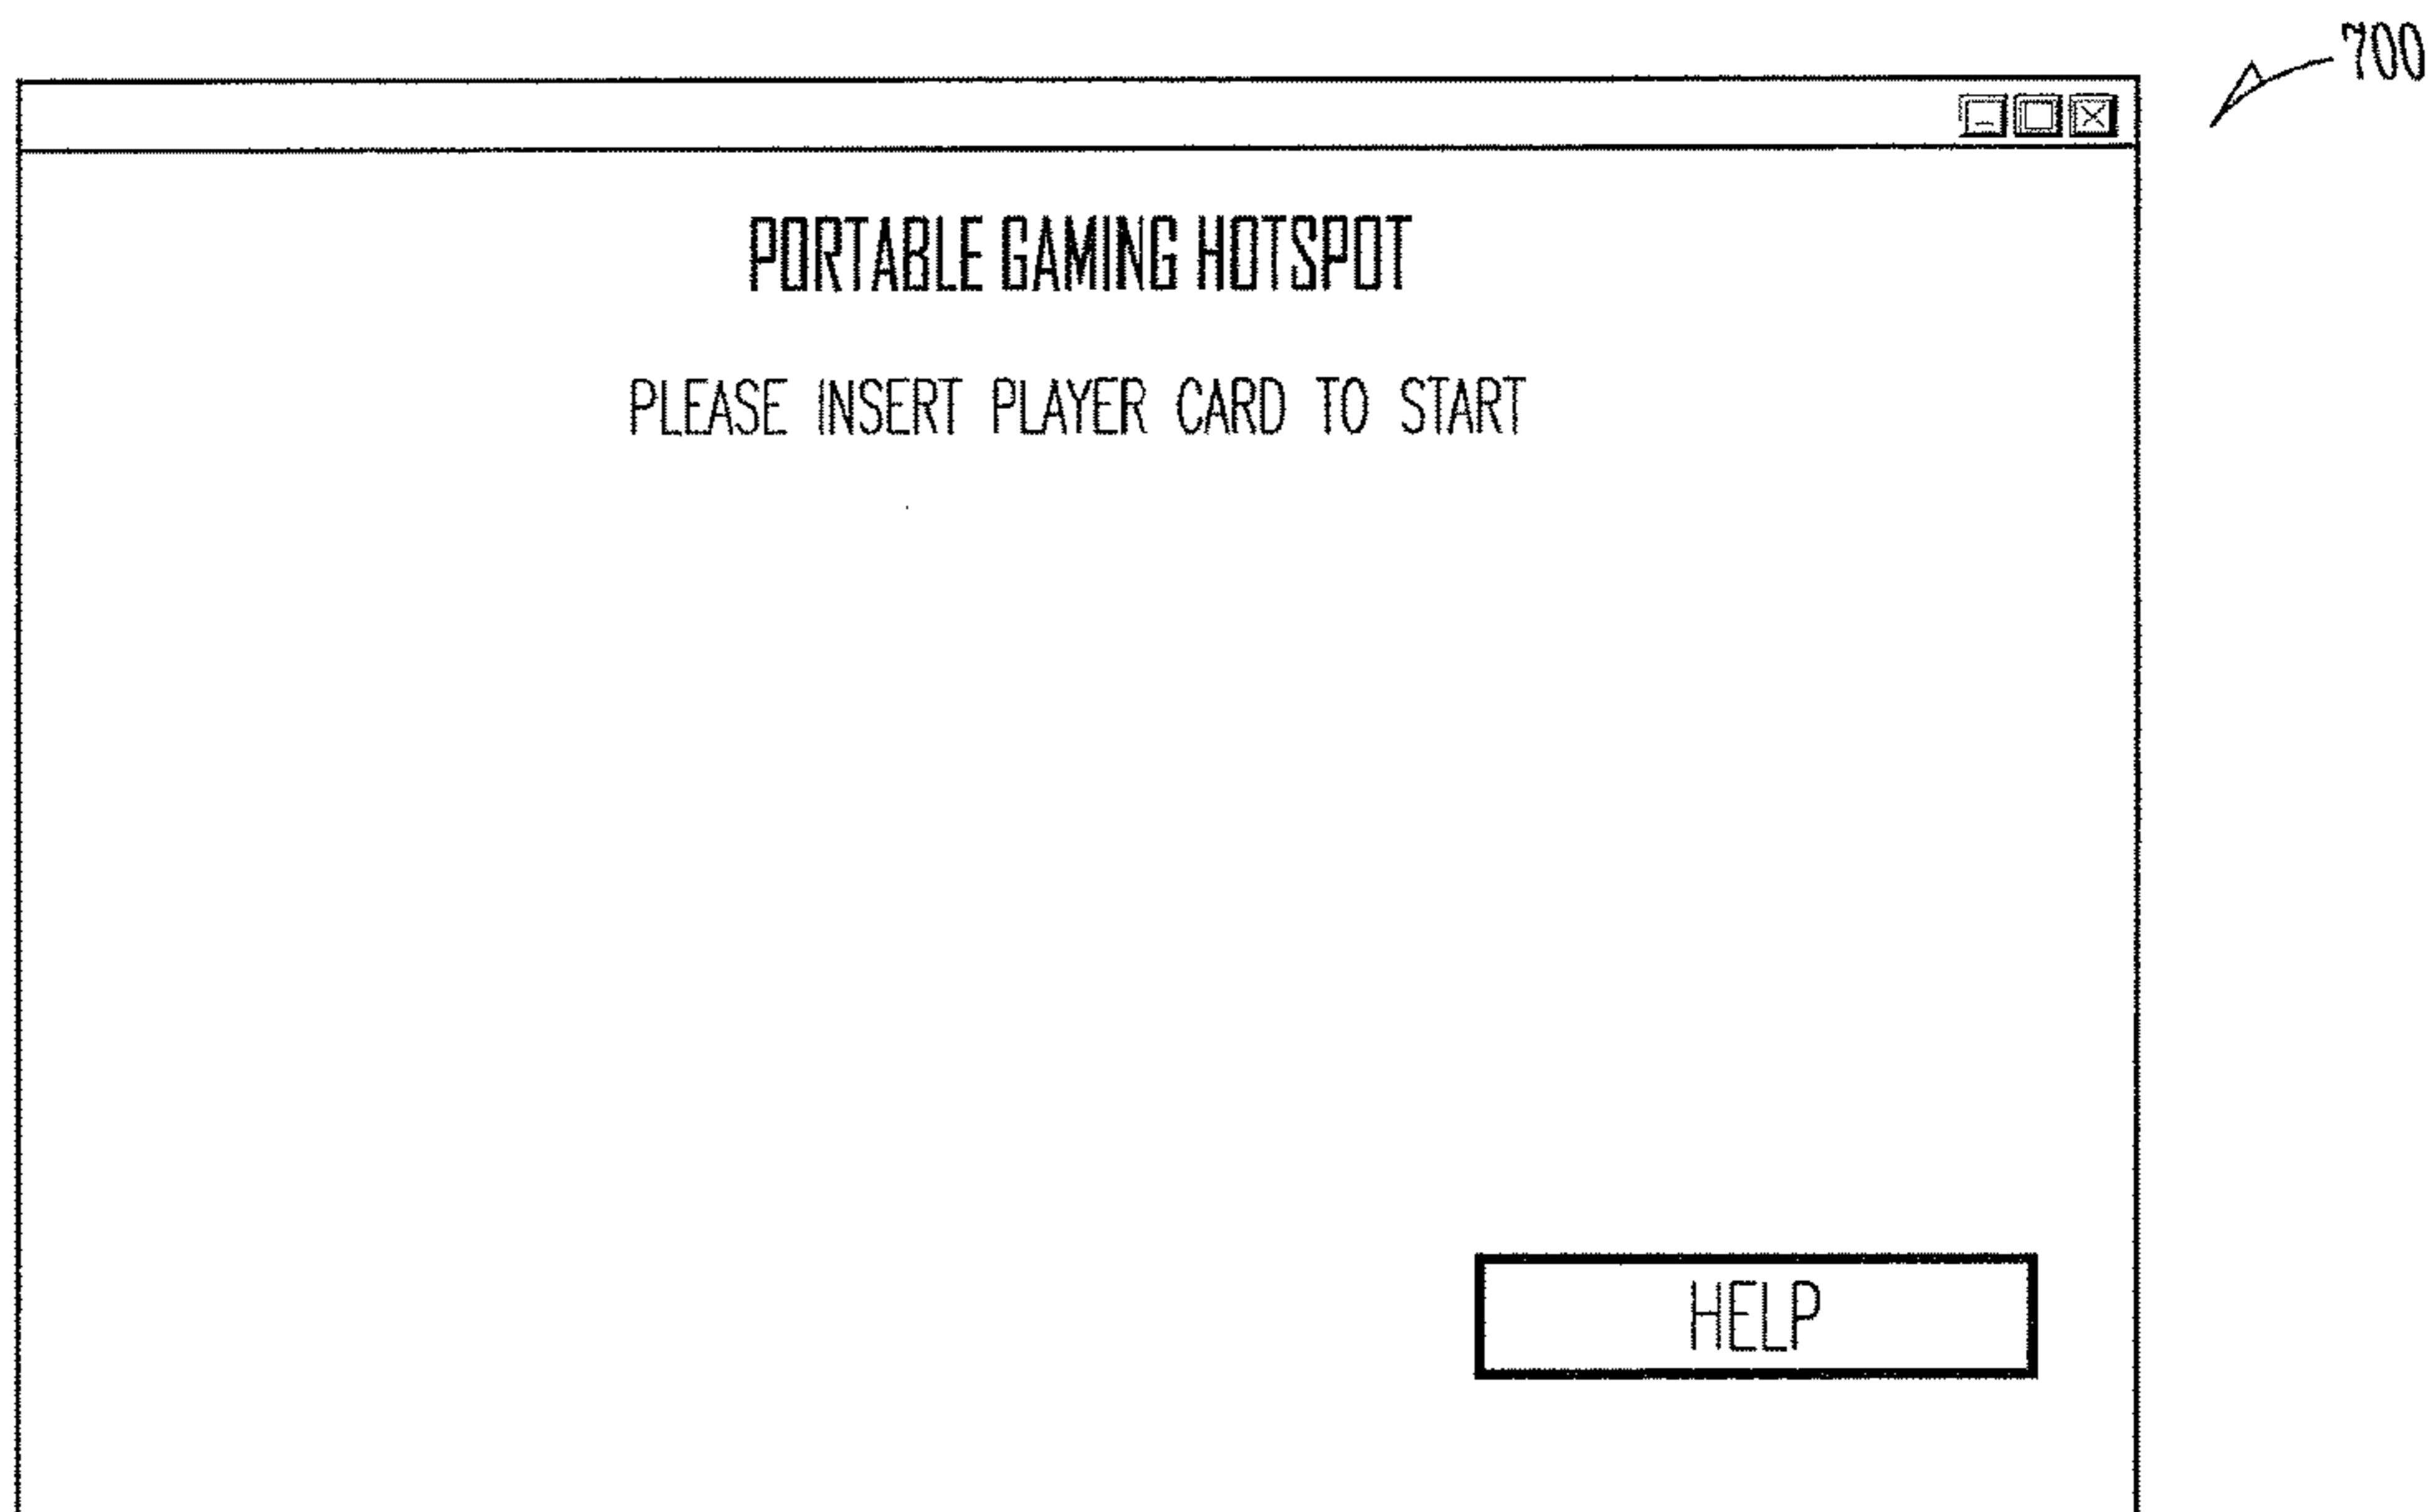 700
PORTABLE GAMING HOTSPOT
PLEASE INSERT PLAYER CARD TO START
HELP